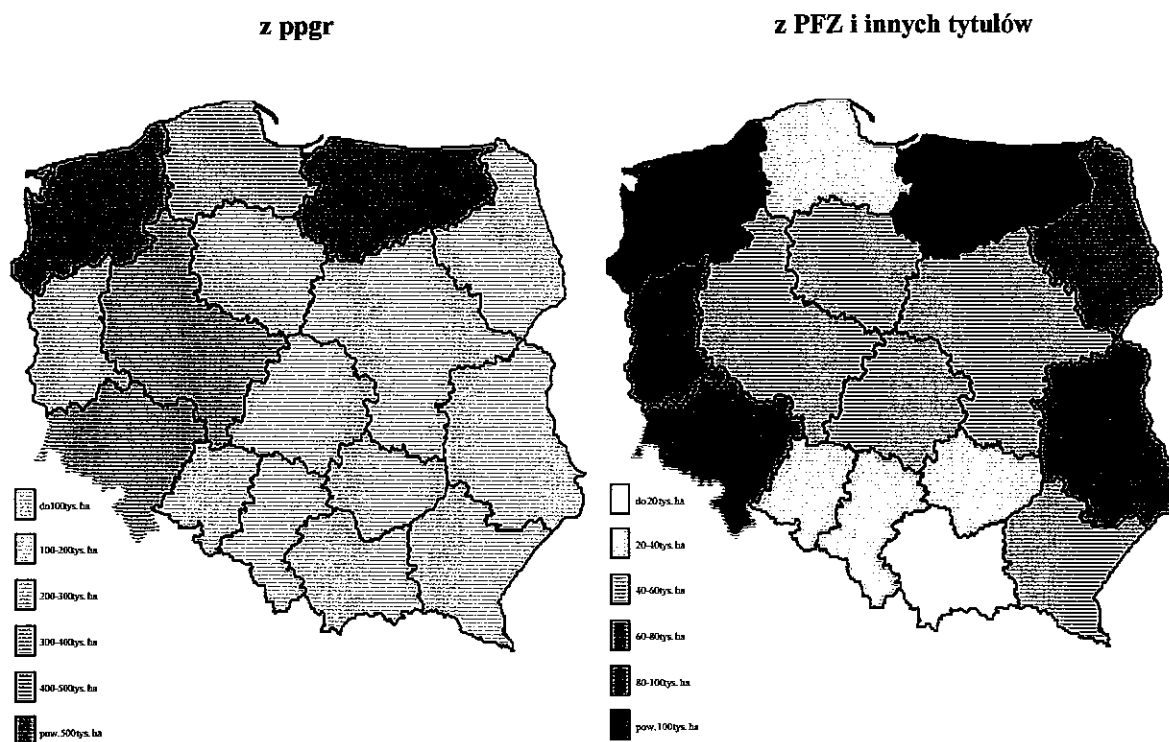 z ppgr
z PFZ i innych tytułów
do100tys. ha
100-200tys. ha
200-300tys. ha
300-400tys. ha
400-500tys. ha
pow. 500tys. ha
do 20tys. ha
20-40tys. ha
40-60tys. ha
60-80tys. ha
80-100tys. ha
pow. 100tys. ha